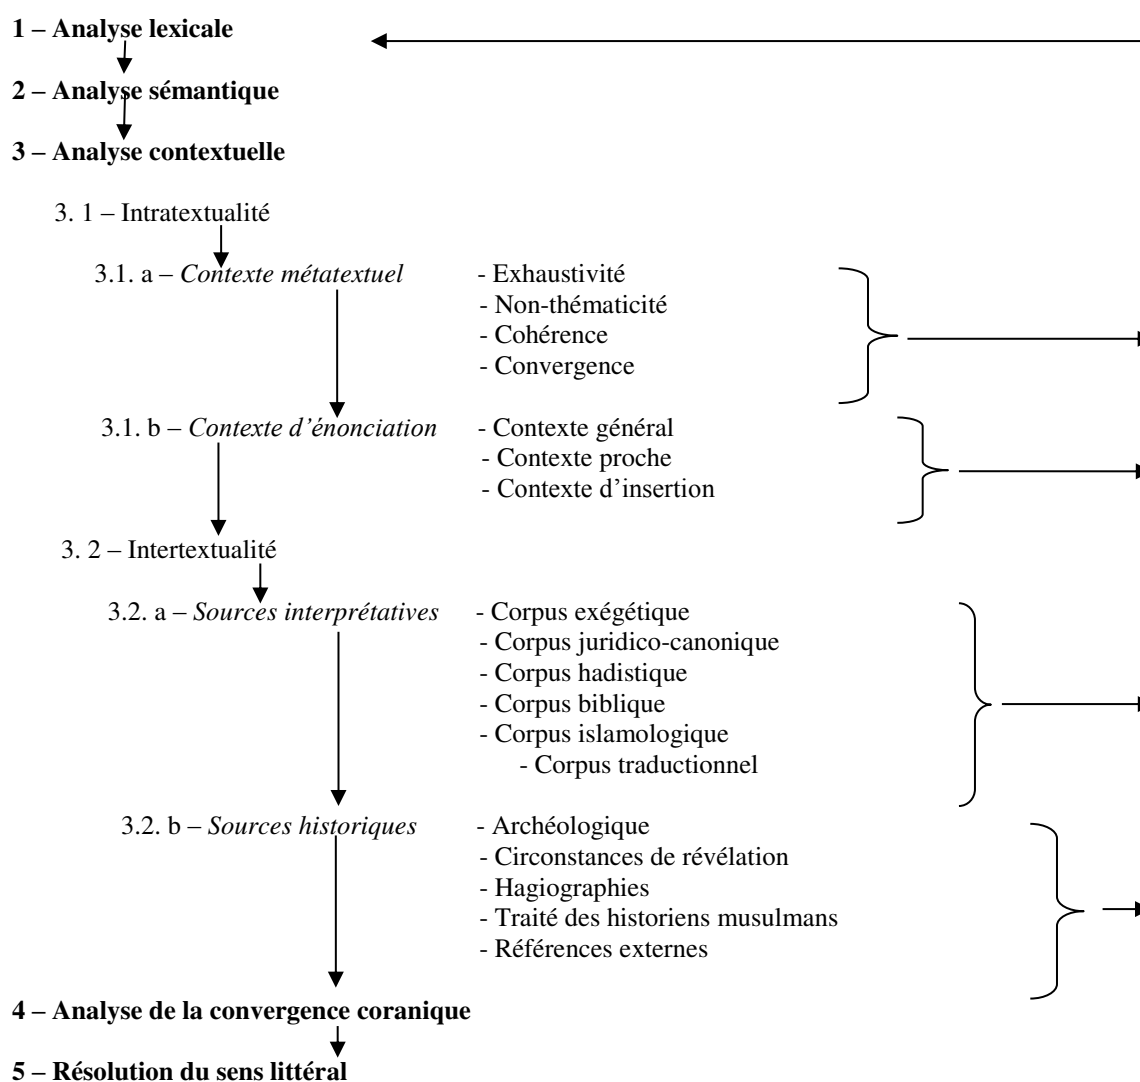 1 – Analyse lexicale
2 – Analyse sémantique
3 – Analyse contextuelle
3. 1 – Intratextualité
3.1. a – Contexte métatextuel - Exhaustivité
- Non-thématicité
- Cohérence
- Convergence
3.1. b – Contexte d’énonciation - Contexte général
- Contexte proche
- Contexte d’insertion
3. 2 – Intertextualité
3.2. a – Sources interprétatives - Corpus exégétique
- Corpus juridico-canonique
- Corpus hadistique
- Corpus biblique
- Corpus islamologique
- Corpus traductionnel
3.2. b – Sources historiques - Archéologique
- Circonstances de révélation
- Hagiographies
- Traité des historiens musulmans
- Références externes
4 – Analyse de la convergence coranique
5 – Résolution du sens littéral